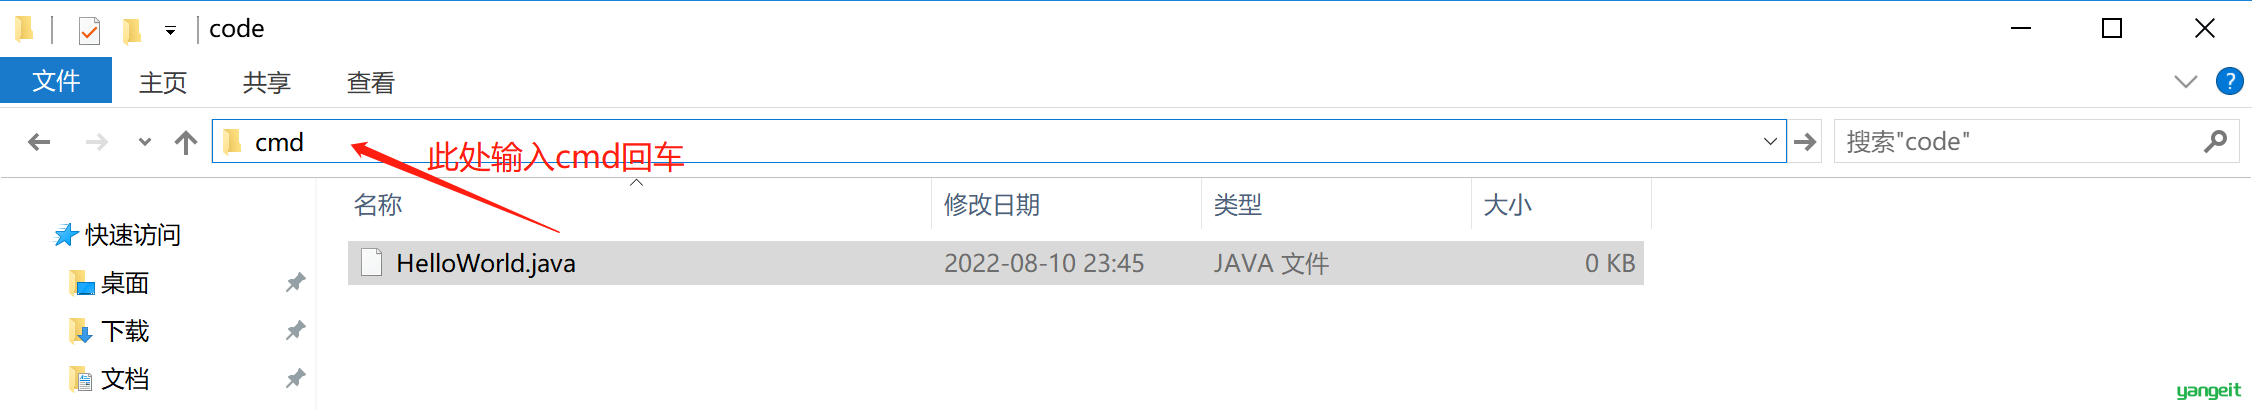 code
文件 主页 共享 查看
cmd
搜索"code"
此处输入cmd回车
名称 修改日期 类型 大小
快速访问
HelloWorld.java 2022-08-10 23:45 JAVA 文件 0 KB
桌面
下载
文档
yangeit